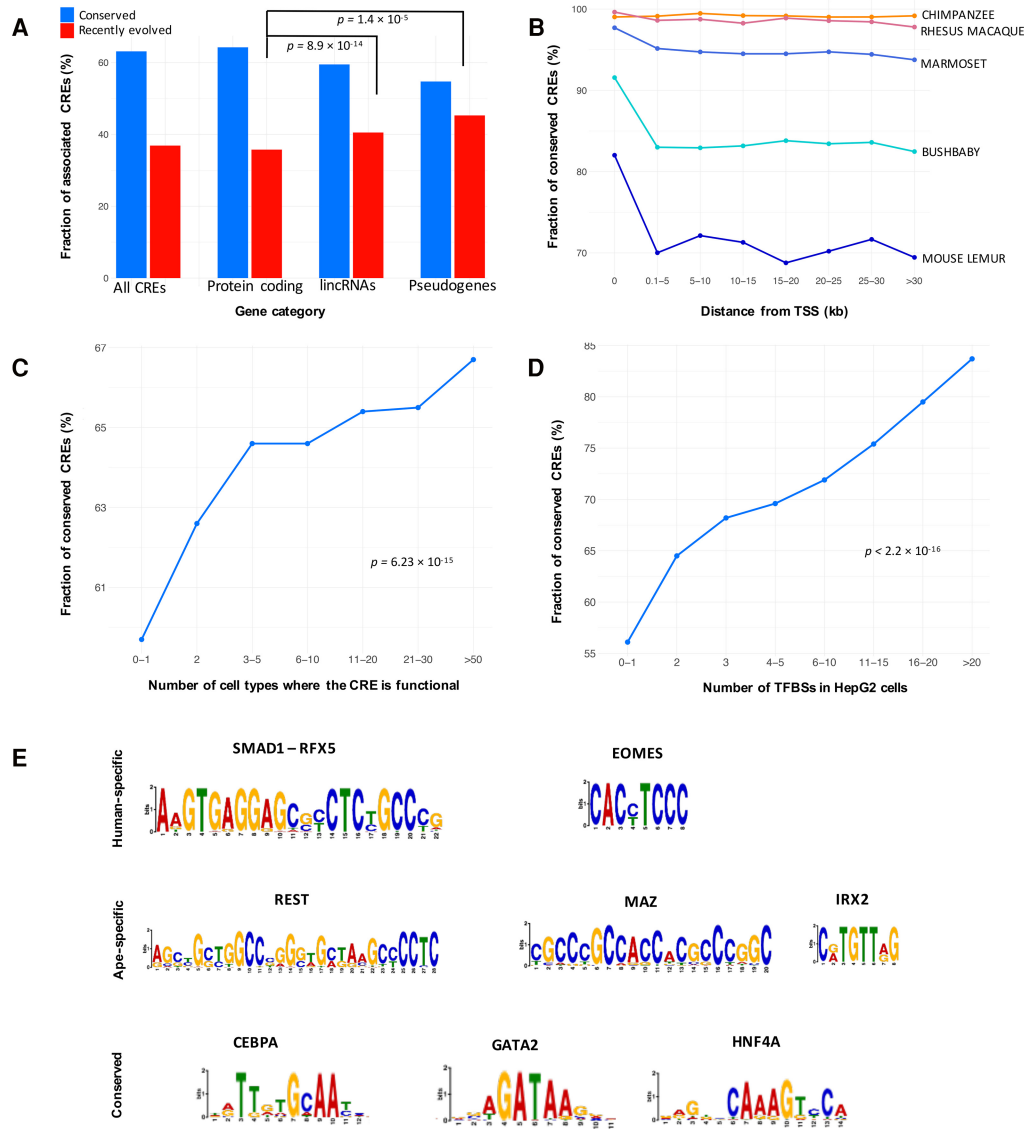 A
Conserved
Recently evolved
p = 1.4 × 10-5
p = 8.9 × 10-14
Fraction of associated CREs (%)
60
40
20
0
All CREs
Protein coding
lincRNAs
Pseudogenes
Gene category
B
Fraction of conserved CREs (%)
100
90
80
70
CHIMPANZEE
RHESUS MACAQUE
MARMOSET
BUSHBABY
MOUSE LEMUR
0
0.1–5
5–10
10–15
15–20
20–25
25–30
>30
Distance from TSS (kb)
C
Fraction of conserved CREs (%)
67
65
63
61
p = 6.23 × 10-15
0–1
2
3–5
6–10
11–20
21–30
>50
Number of cell types where the CRE is functional
D
Fraction of conserved CREs (%)
85
80
75
70
65
60
55
p < 2.2 × 10-16
0–1
2
3
4–5
6–10
11–15
16–20
>20
Number of TFBSs in HepG2 cells
E
Human-specific
SMAD1 – RFX5
EOMES
Ape-specific
REST
MAZ
IRX2
Conserved
CEBPA
GATA2
HNF4A